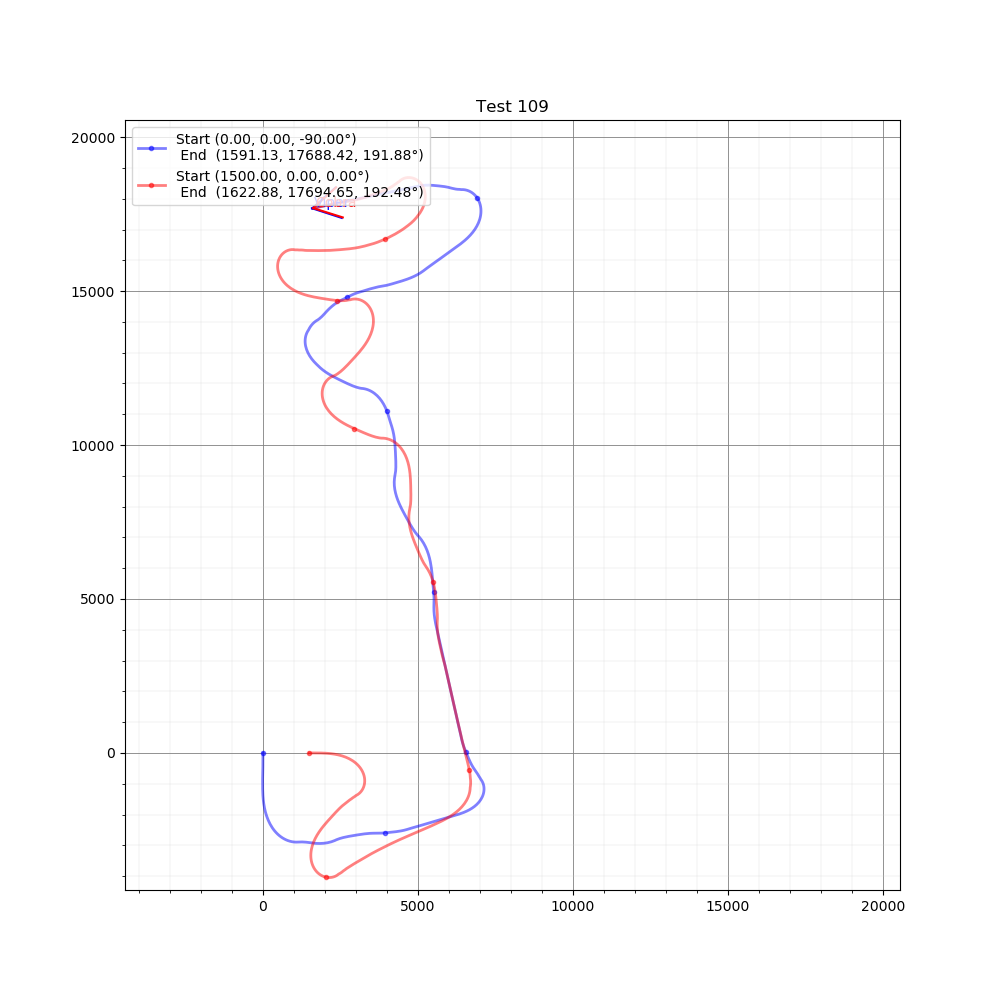 Test 109
Start (0.00, 0.00, -90.00°)
End (1591.13, 17688.42, 191.88°)
Start (1500.00, 0.00, 0.00°)
End (1622.88, 17694.65, 192.48°)
20000
15000
10000
5000
0
0
5000
10000
15000
20000